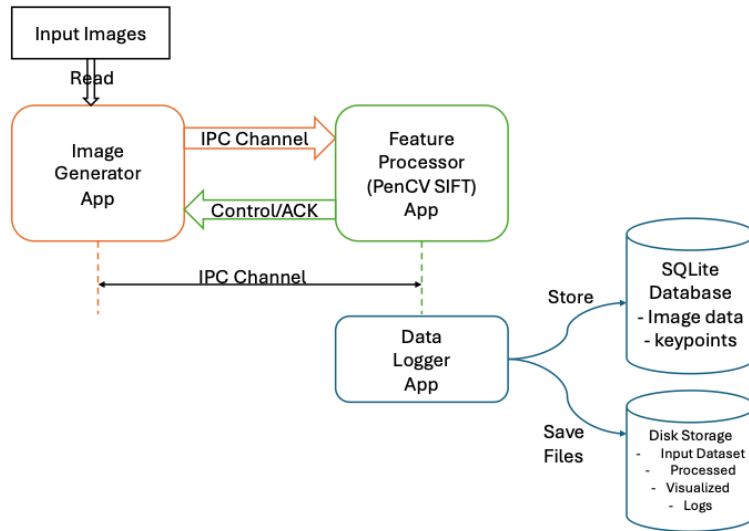 Input Images
Read
Image
Generator
App
IPC Channel
Control/ACK
Feature
Processor
(PenCV SIFT)
App
IPC Channel
Data
Logger
App
Store
SQLite
Database
- Image data
- keypoints
Save
Files
Disk Storage
- Input Dataset
- Processed
- Visualized
- Logs